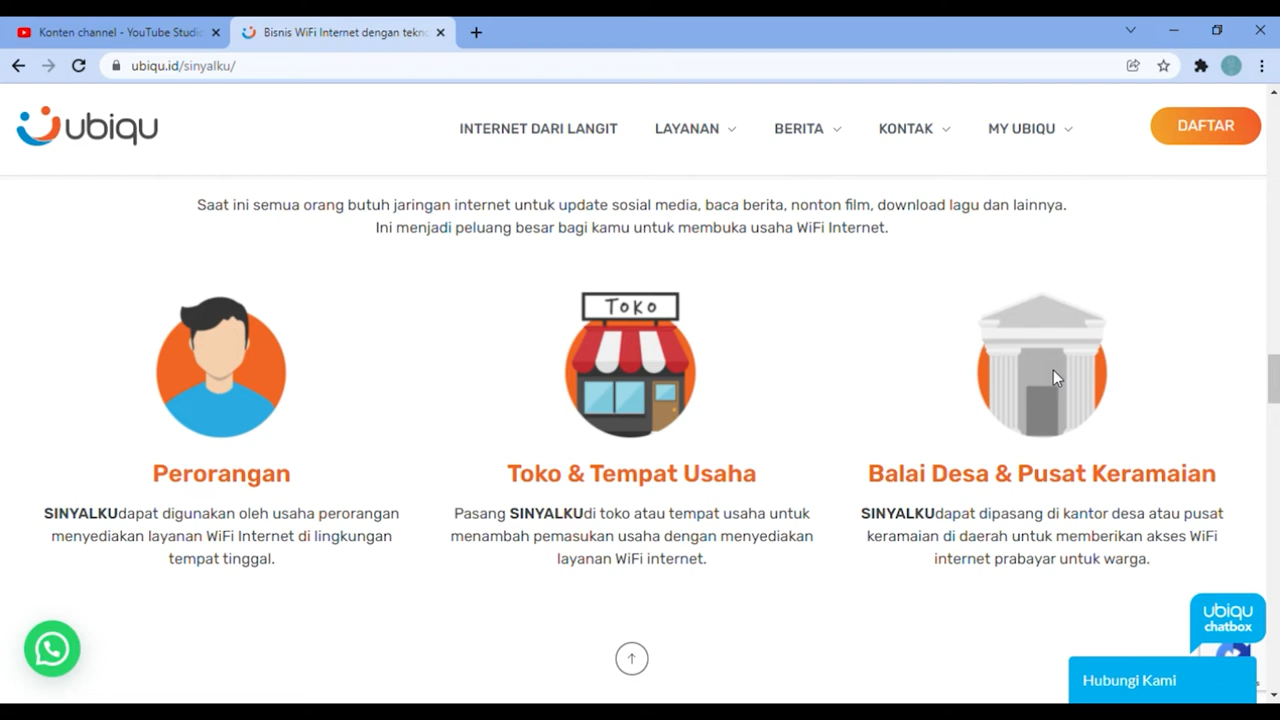 Konten channel - YouTube Studio
Bisnis WiFi Internet dengan tekno
ubiqu.id/sinyalku/
ubiqu
INTERNET DARI LANGIT
LAYANAN
BERITA
KONTAK
MY UBIQU
DAFTAR
Saat ini semua orang butuh jaringan internet untuk update sosial media, baca berita, nonton film, download lagu dan lainnya.
Ini menjadi peluang besar bagi kamu untuk membuka usaha WiFi Internet.
TOKO
Perorangan
SINYALKUdapat digunakan oleh usaha perorangan
menyediakan layanan WiFi Internet di lingkungan
tempat tinggal.
Toko & Tempat Usaha
Pasang SINYALKUdi toko atau tempat usaha untuk
menambah pemasukan usaha dengan menyediakan
layanan WiFi internet.
Balai Desa & Pusat Keramaian
SINYALKUdapat dipasang di kantor desa atau pusat
keramaian di daerah untuk memberikan akses WiFi
internet prabayar untuk warga.
ubiqu
chatbox
Hubungi Kami